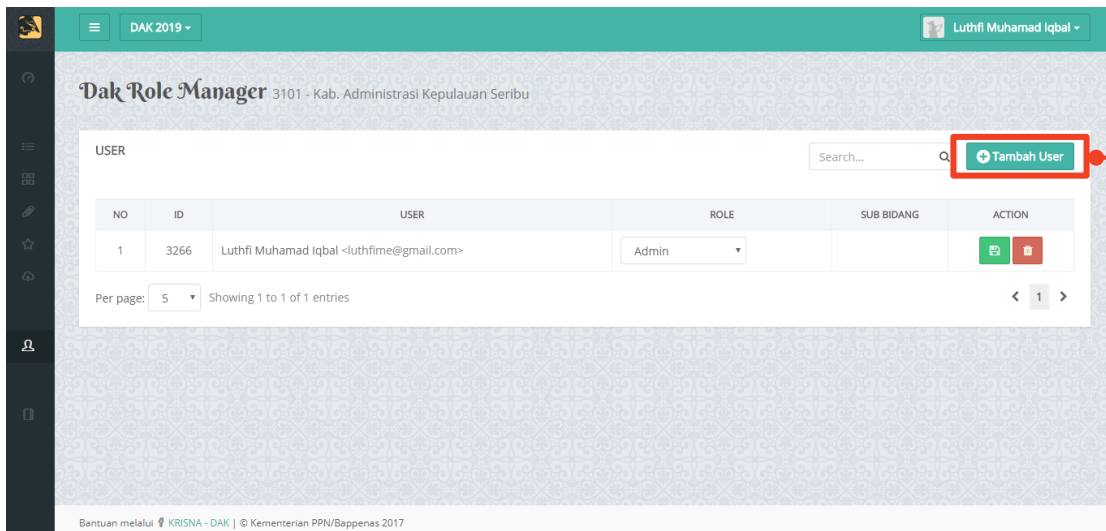 DAK 2019
Luthfi Muhamad Iqbal
Dak Role Manager 3101 - Kab. Administrasi Kepulauan Seribu
USER
Search...
Tambah User
NO ID USER ROLE SUB BIDANG ACTION
1 3266 Luthfi Muhamad Iqbal <luthfime@gmail.com> Admin
Per page: 5 Showing 1 to 1 of 1 entries
1
Bantuan melalui KRISNA - DAK | © Kementerian PPN/Bappenas 2017